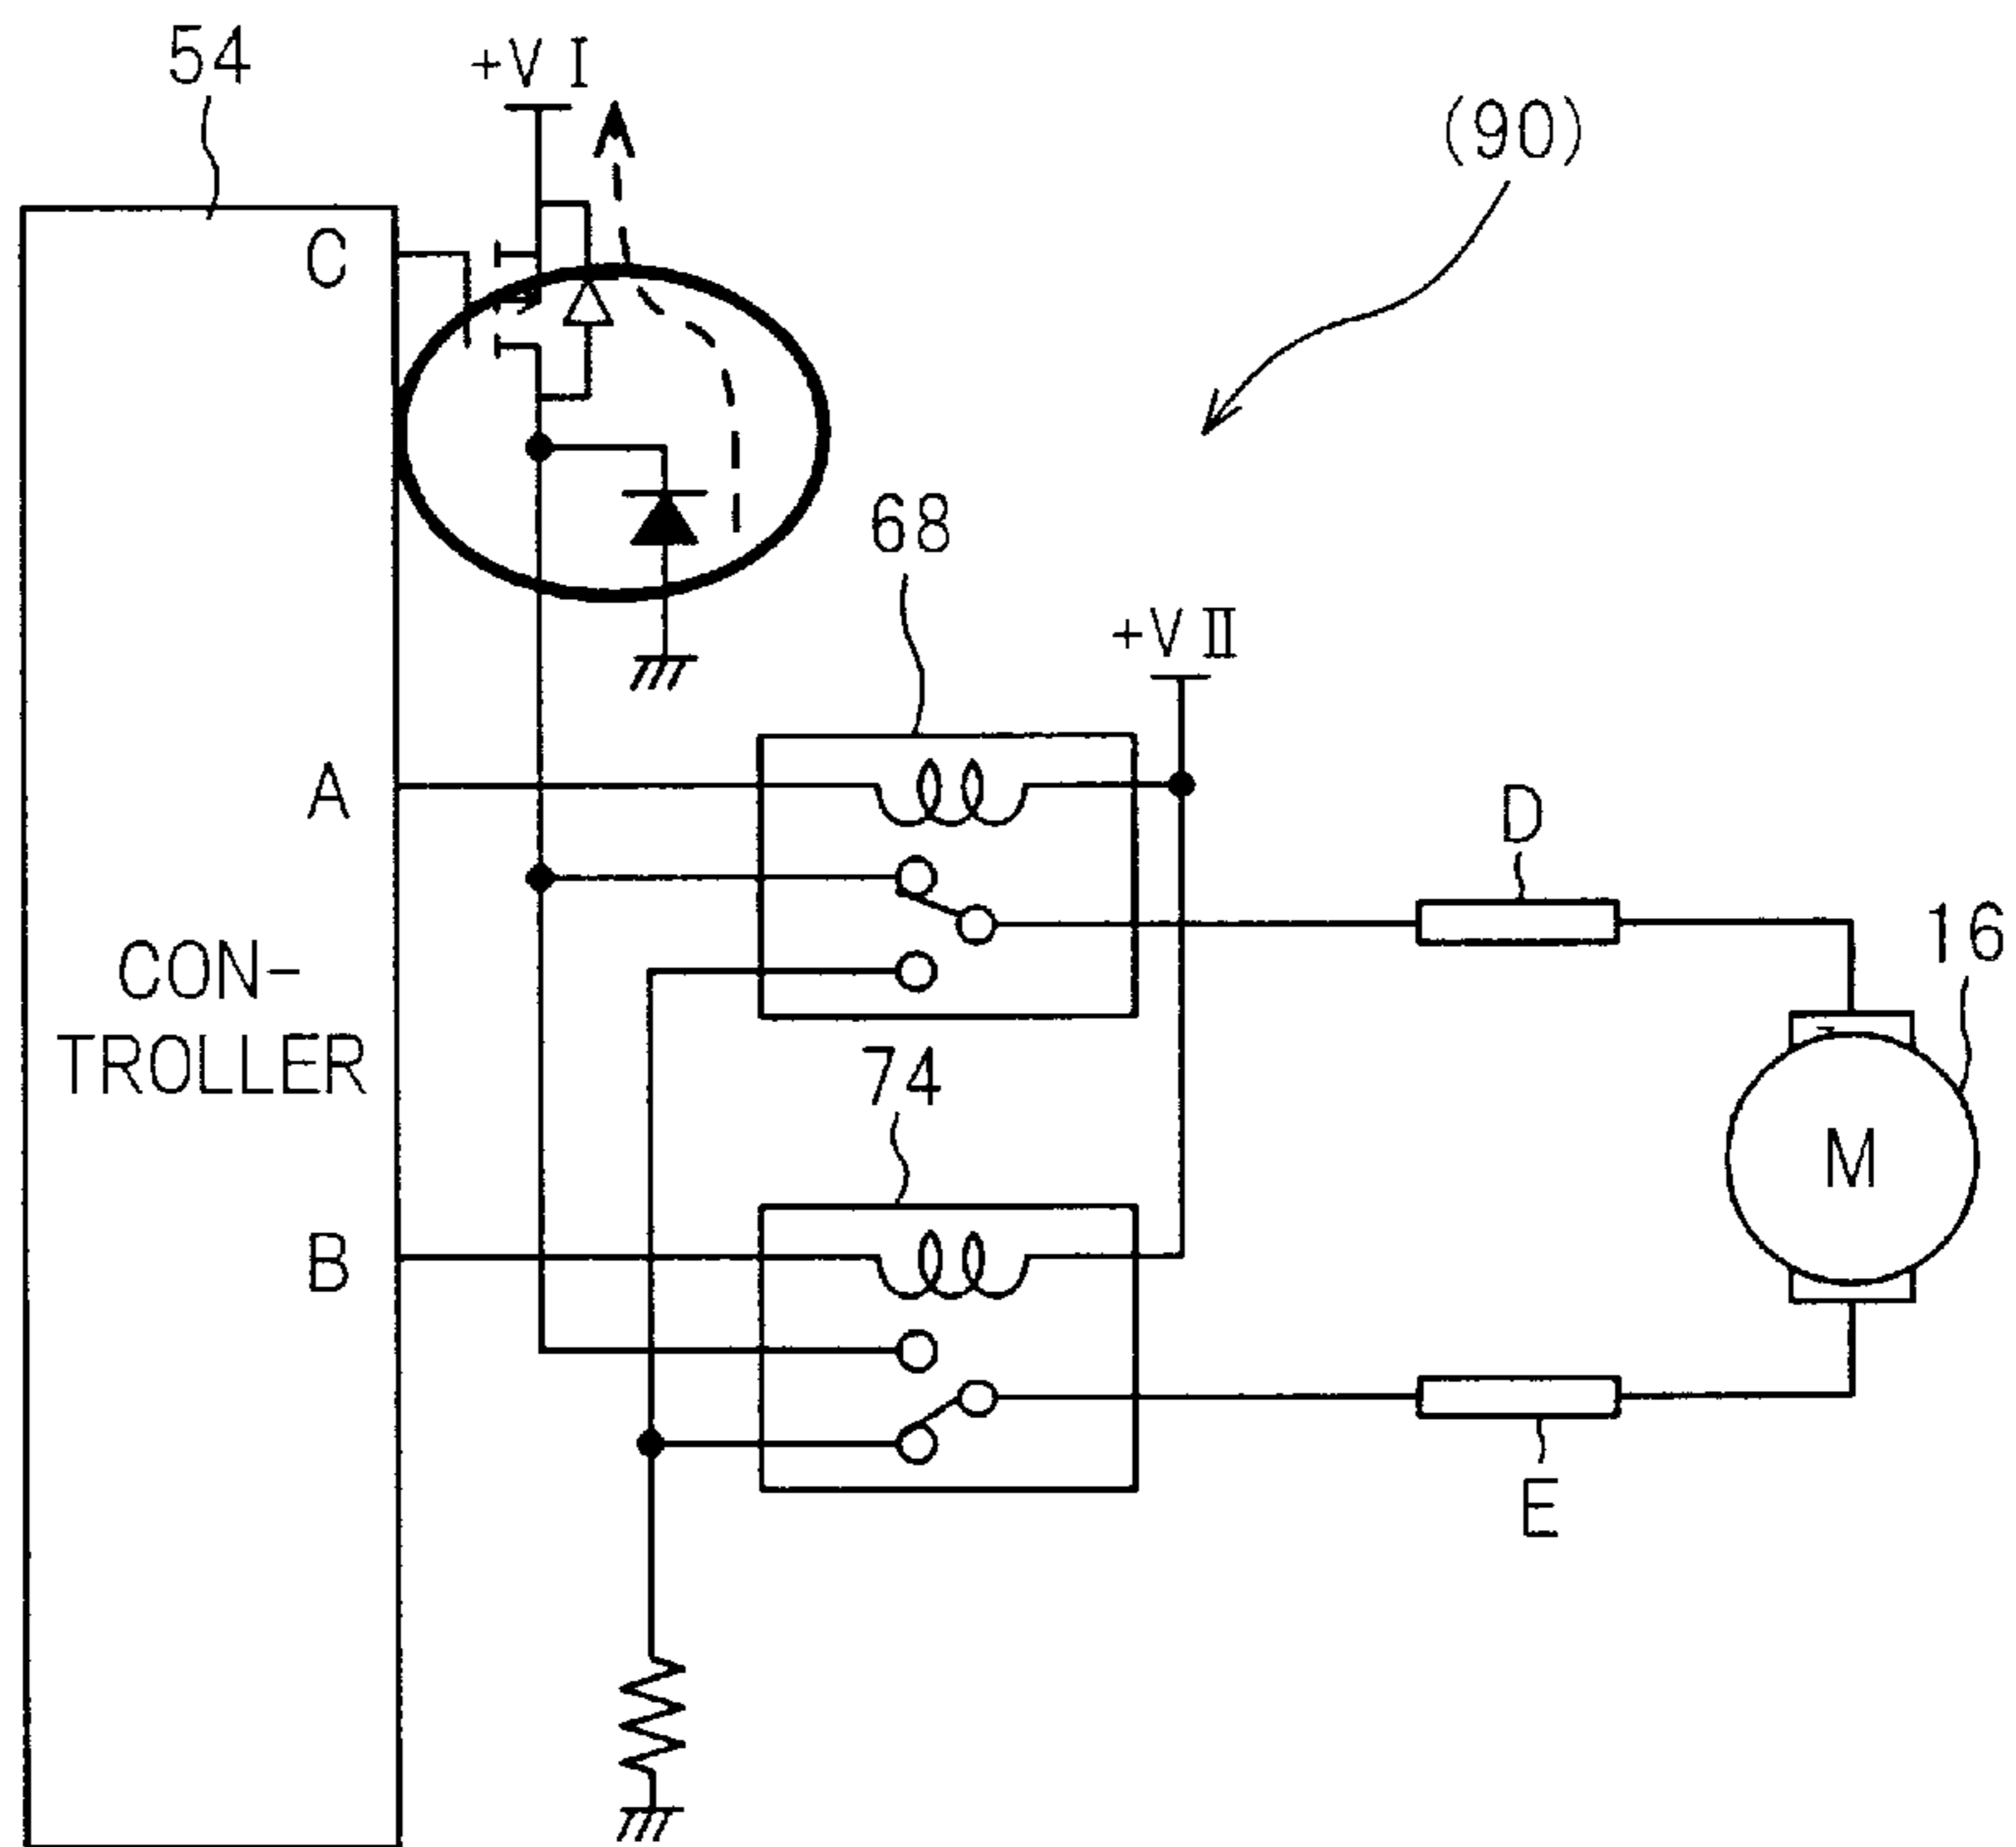 54
+V I
(90)
C
68
+V II
A
D
16
CON-
TROLLER
74
M
B
E